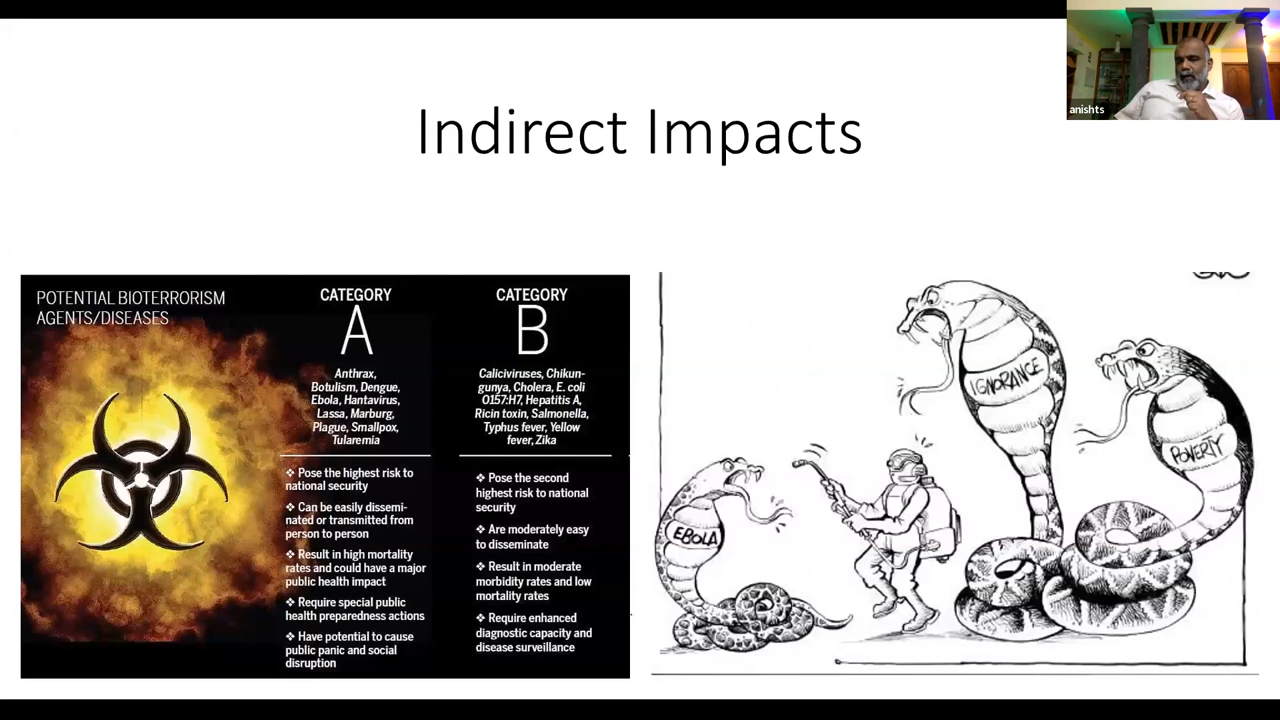 anishts
Indirect Impacts
POTENTIAL BIOTERRORISM
AGENTS/DISEASES
CATEGORY
A
Anthrax,
Botulism, Dengue,
Ebola, Hantavirus,
Lassa, Marburg,
Plague, Smallpox,
Tularemia
❖ Pose the highest risk to
national security
❖ Can be easily dissemi-
nated or transmitted from
person to person
❖ Result in high mortality
rates and could have a major
public health impact
❖ Require special public
health preparedness actions
❖ Have potential to cause
public panic and social
disruption
CATEGORY
B
Caliciviruses, Chikun-
gunya, Cholera, E. coli
O157:H7, Hepatitis A,
Ricin toxin, Salmonella,
Typhus fever, Yellow
fever, Zika
❖ Pose the second
highest risk to national
security
❖ Are moderately easy
to disseminate
❖ Result in moderate
morbidity rates and low
mortality rates
❖ Require enhanced
diagnostic capacity and
disease surveillance
EBOLA
IGNORANCE
POVERTY